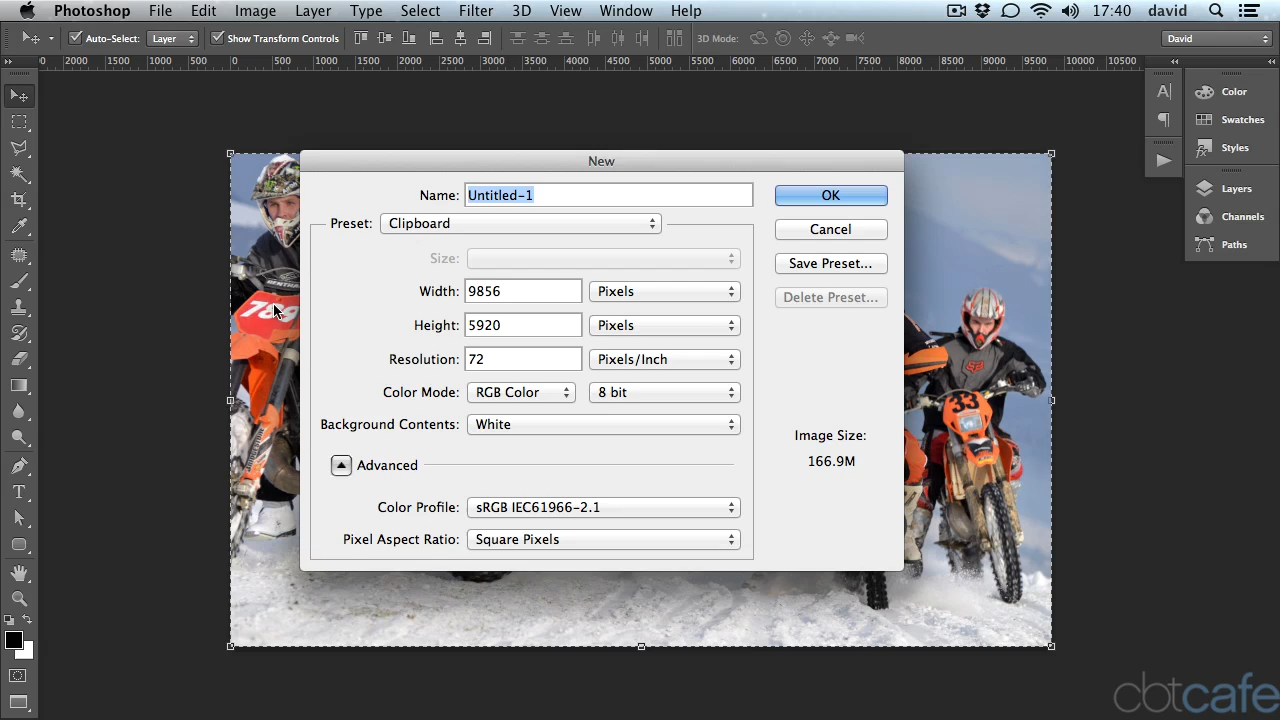 Photoshop File Edit Image Layer Type Select Filter 3D View Window Help 17:40 david
Auto-Select: Layer Show Transform Controls 3D Mode: David
0 2000 1500 1000 500 0 500 1000 1500 2000 2500 3000 3500 4000 4500 5000 5500 6000 6500 7000 7500 8000 8500 9000 9500 10000 10500
New
Name: Untitled-1 OK
Preset: Clipboard Cancel
Size: Save Preset...
Width: 9856 Pixels Delete Preset...
Height: 5920 Pixels
Resolution: 72 Pixels/Inch
Color Mode: RGB Color 8 bit
Background Contents: White
Image Size:
166.9M
Advanced
Color Profile: sRGB IEC61966-2.1
Pixel Aspect Ratio: Square Pixels
Color
Swatches
Styles
Layers
Channels
Paths
789
33
FOX
cbtcafe